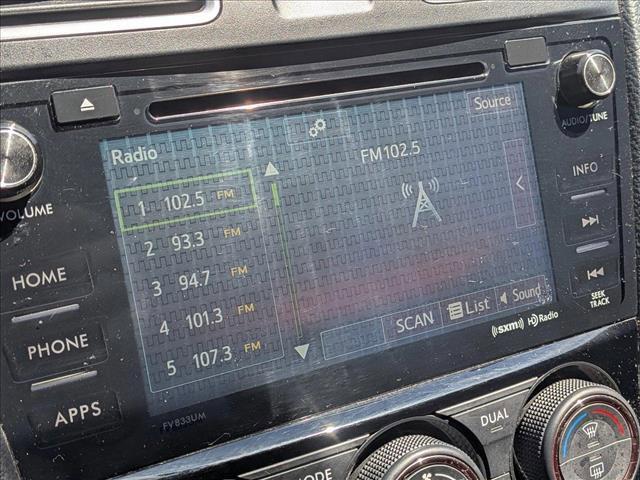 Source
AUDIO/TUNE
Radio
FM102.5
1 102.5 FM
2 93.3 FM
3 94.7 FM
4 101.3 FM
5 107.3 FM
SCAN
List
Sound
VOLUME
HOME
PHONE
APPS
INFO
SEEK
TRACK
sxm
HD Radio
FV833UM
DUAL
MODE